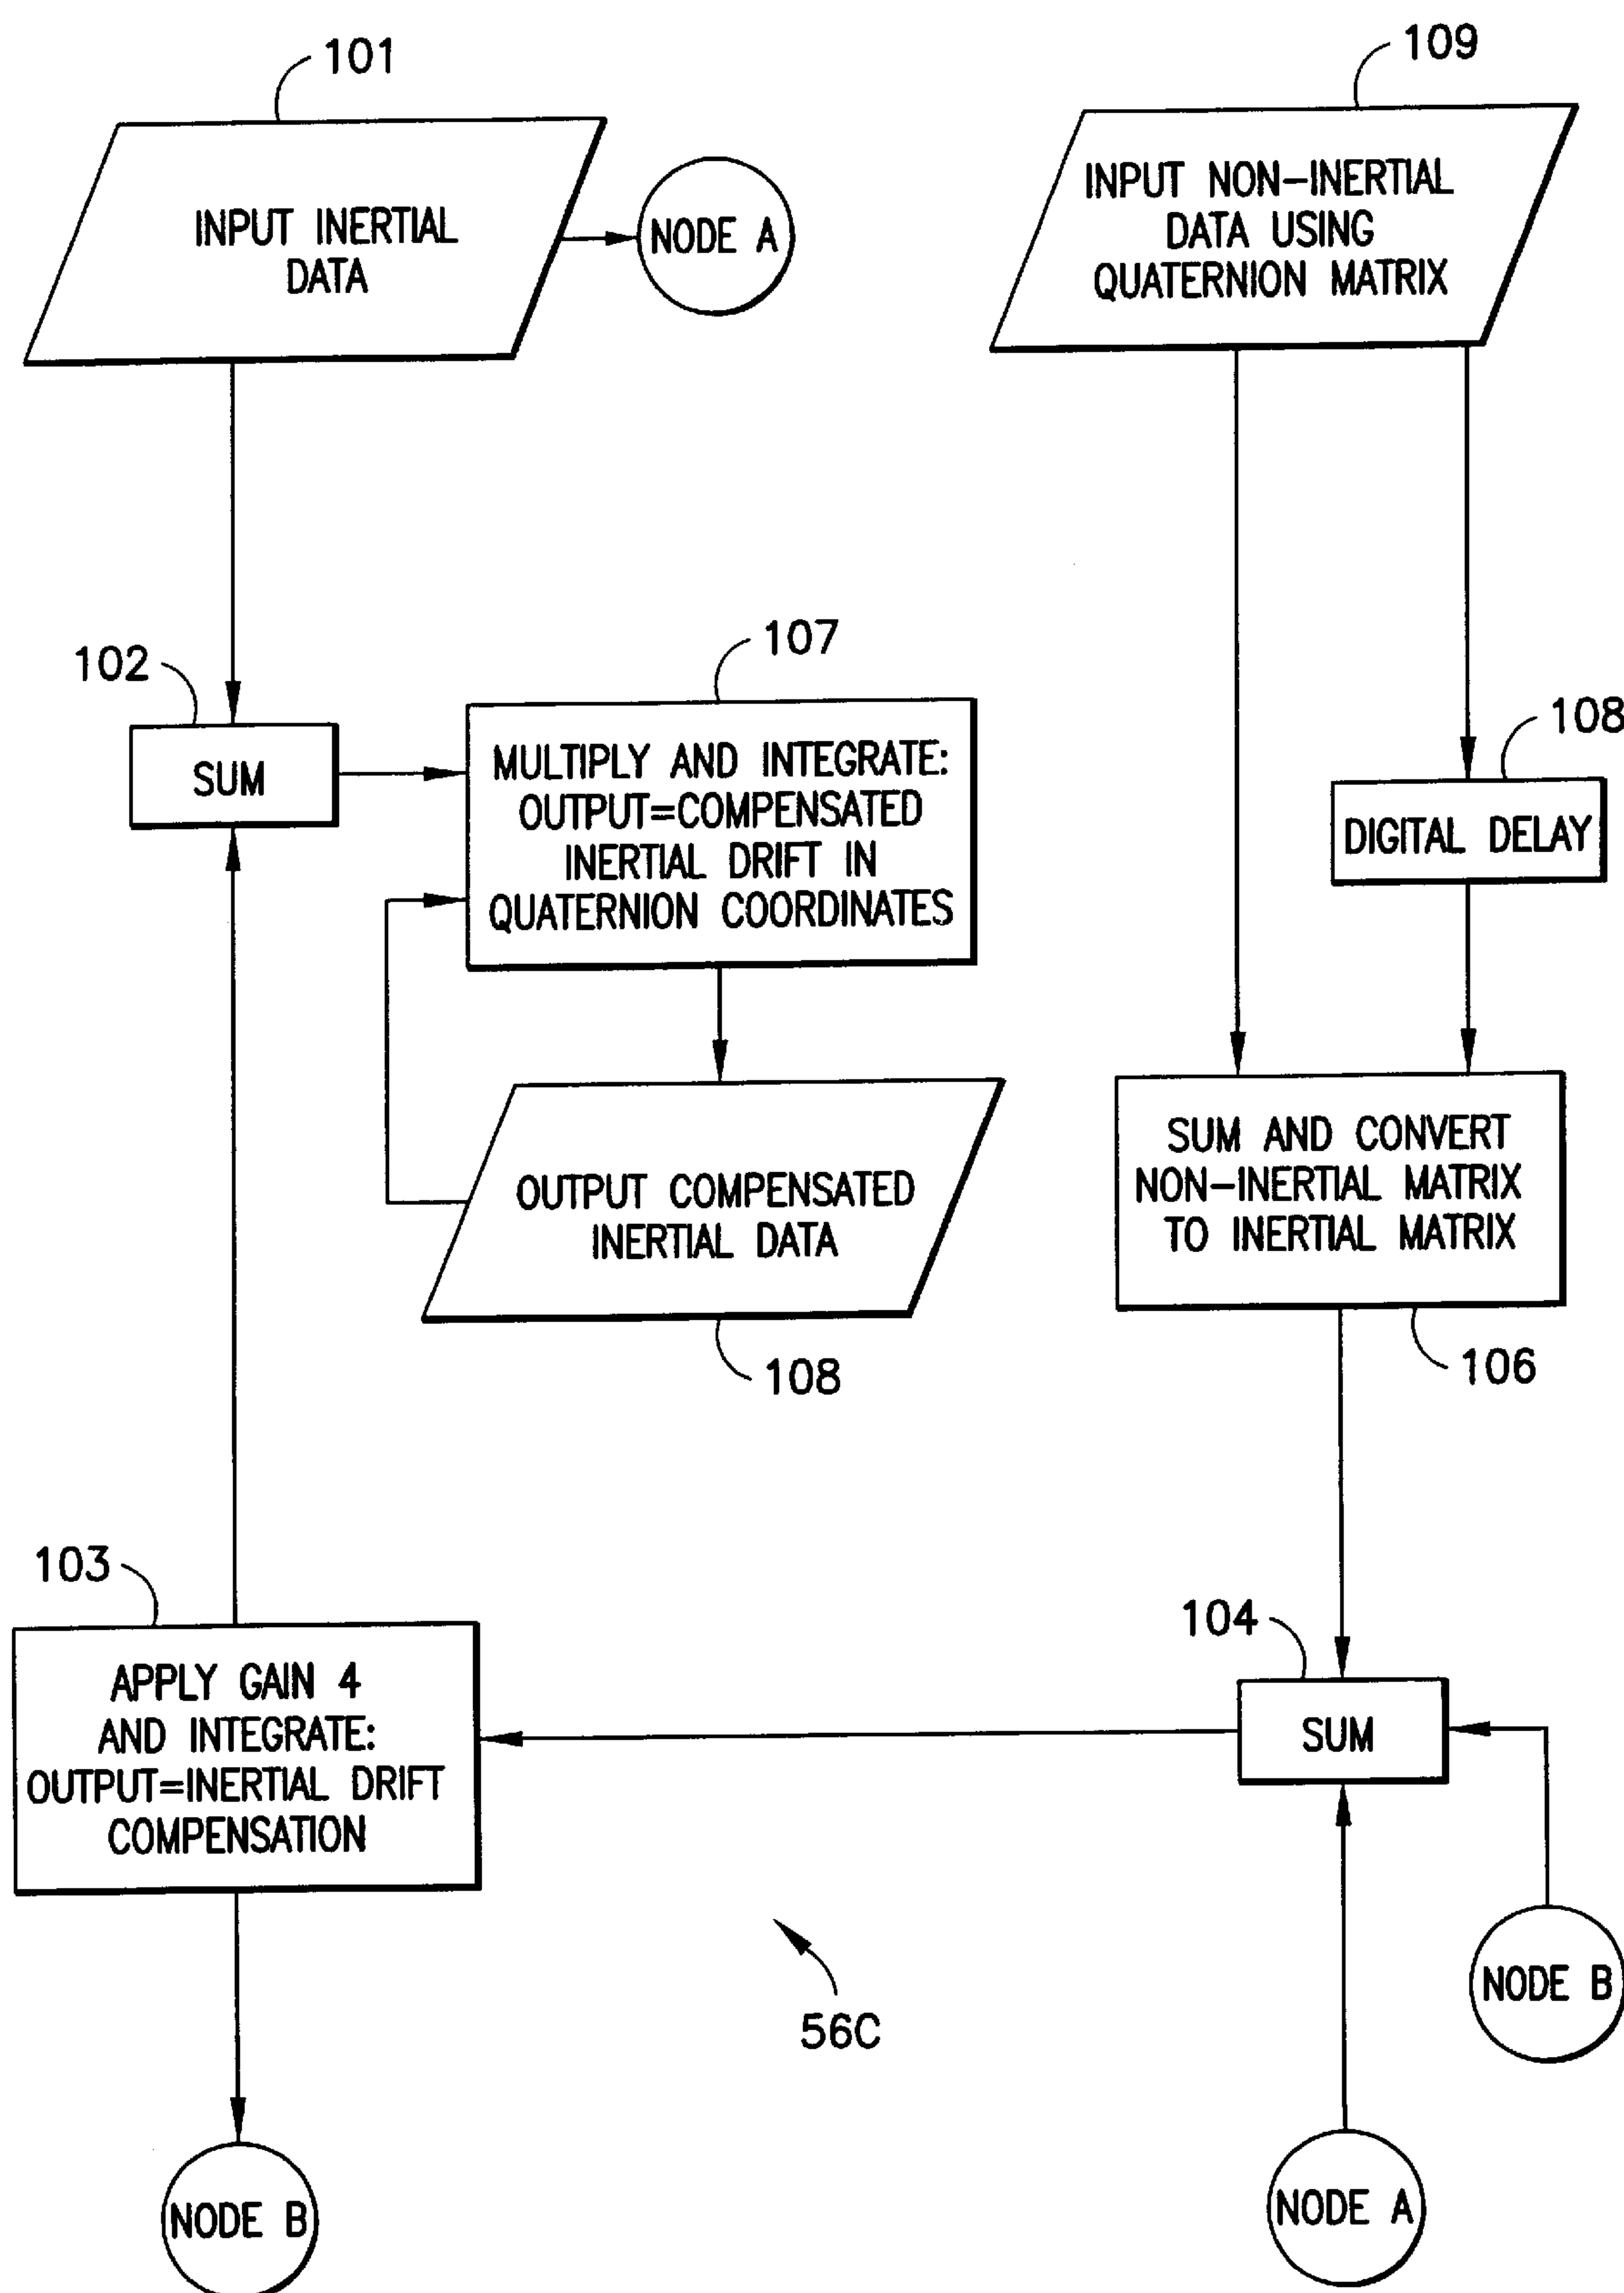 101
INPUT INERTIAL
DATA
NODE A
109
INPUT NON-INERTIAL
DATA USING
QUATERNION MATRIX
102
SUM
107
MULTIPLY AND INTEGRATE:
OUTPUT=COMPENSATED
INERTIAL DRIFT IN
QUATERNION COORDINATES
108
DIGITAL DELAY
OUTPUT COMPENSATED
INERTIAL DATA
108
SUM AND CONVERT
NON-INERTIAL MATRIX
TO INERTIAL MATRIX
106
103
APPLY GAIN 4
AND INTEGRATE:
OUTPUT=INERTIAL DRIFT
COMPENSATION
104
SUM
NODE B
56C
NODE B
NODE A